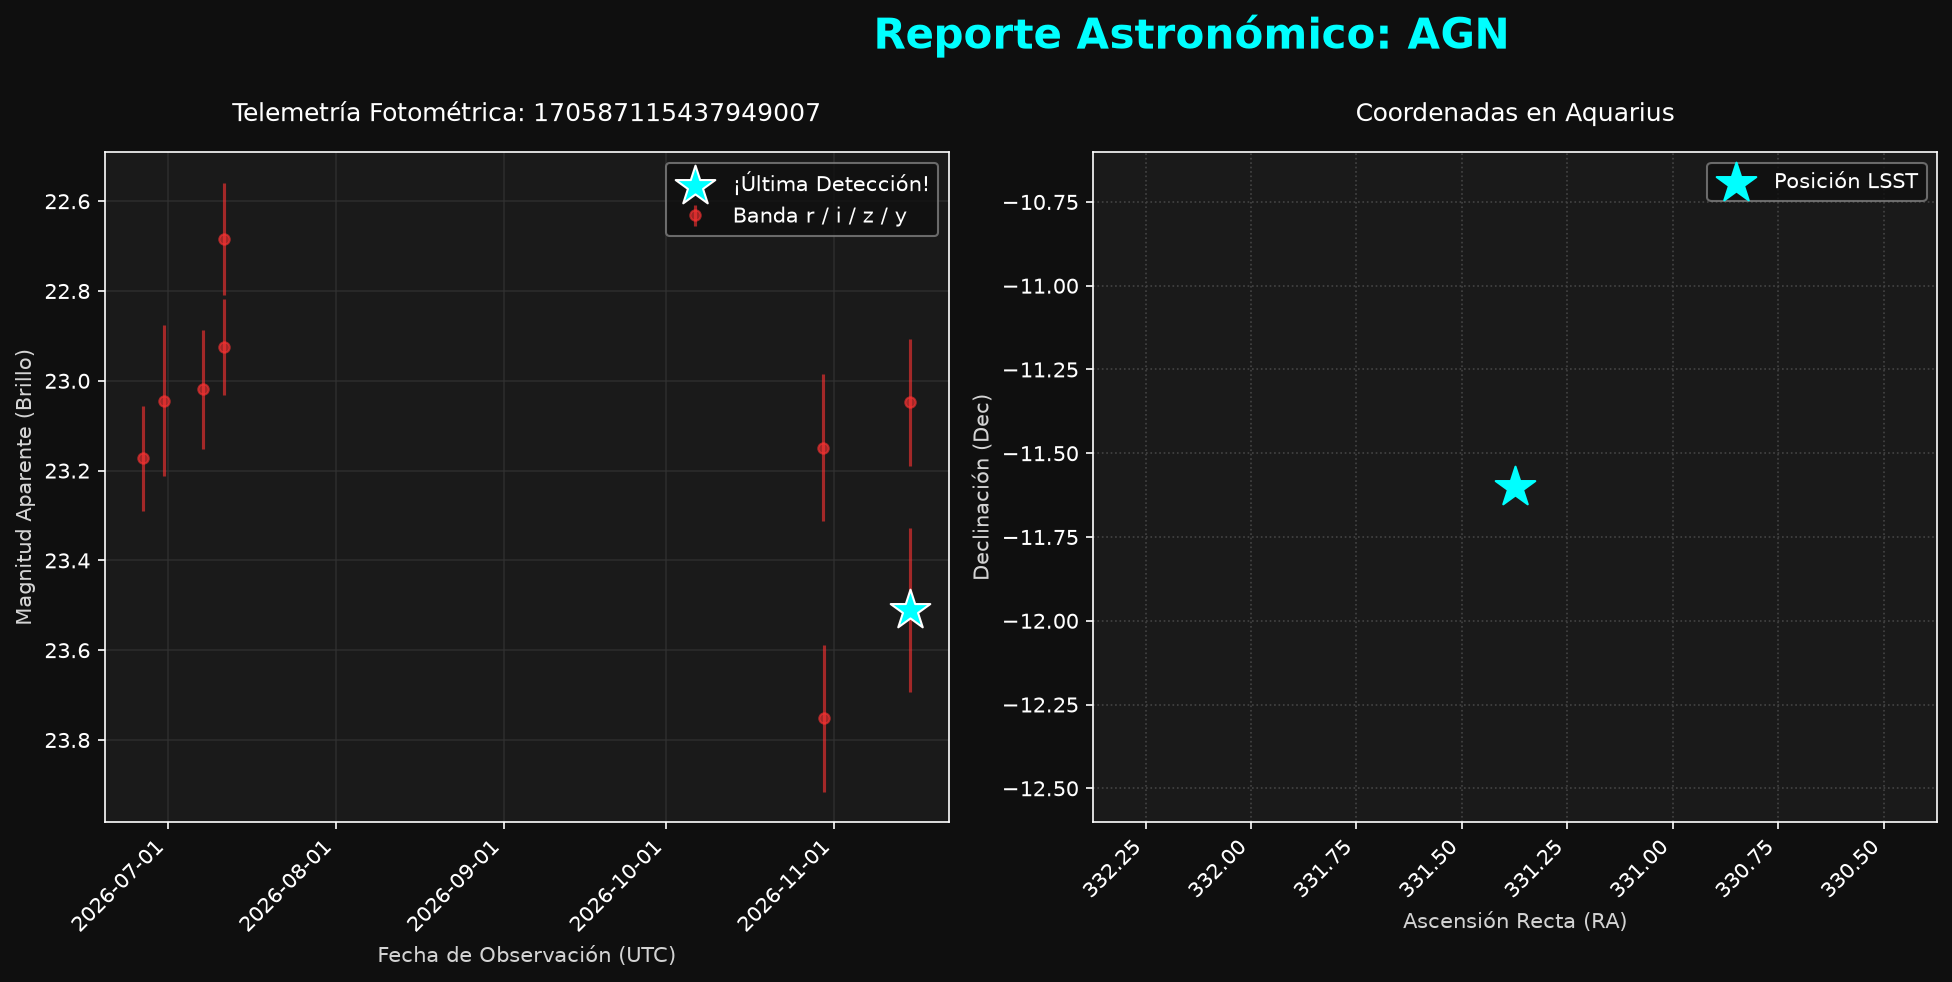 Reporte Astronómico: AGN
Telemetría Fotométrica: 170587115437949007
¡Última Detección!
Banda r / i / z / y
Magnitud Aparente (Brillo)
22.6
22.8
23.0
23.2
23.4
23.6
23.8
2026-07-01
2026-08-01
2026-09-01
2026-10-01
2026-11-01
Fecha de Observación (UTC)
Coordenadas en Aquarius
Posición LSST
Declinación (Dec)
−10.75
−11.00
−11.25
−11.50
−11.75
−12.00
−12.25
−12.50
332.25
332.00
331.75
331.50
331.25
331.00
330.75
330.50
Ascensión Recta (RA)